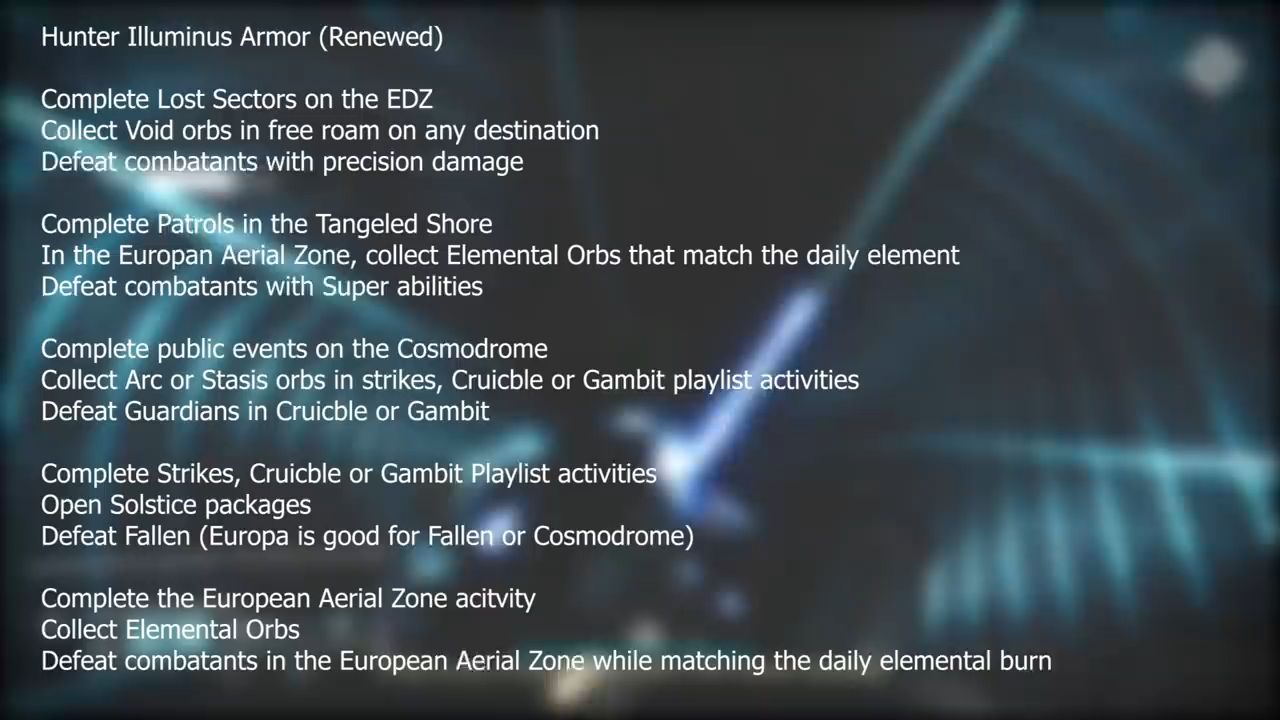 Hunter Illuminus Armor (Renewed)
Complete Lost Sectors on the EDZ
Collect Void orbs in free roam on any destination
Defeat combatants with precision damage
Complete Patrols in the Tangeled Shore
In the Europan Aerial Zone, collect Elemental Orbs that match the daily element
Defeat combatants with Super abilities
Complete public events on the Cosmodrome
Collect Arc or Stasis orbs in strikes, Cruicble or Gambit playlist activities
Defeat Guardians in Cruicble or Gambit
Complete Strikes, Cruicble or Gambit Playlist activities
Open Solstice packages
Defeat Fallen (Europa is good for Fallen or Cosmodrome)
Complete the European Aerial Zone acitvity
Collect Elemental Orbs
Defeat combatants in the European Aerial Zone while matching the daily elemental burn